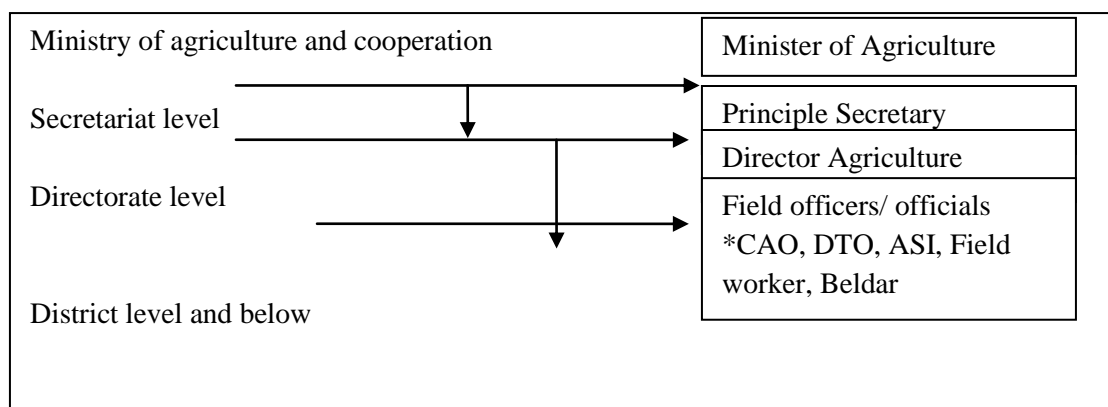 Ministry of agriculture and cooperation
Minister of Agriculture
Secretariat level
Principle Secretary
Director Agriculture
Directorate level
Field officers/ officials
*CAO, DTO, ASI, Field
worker, Beldar
District level and below